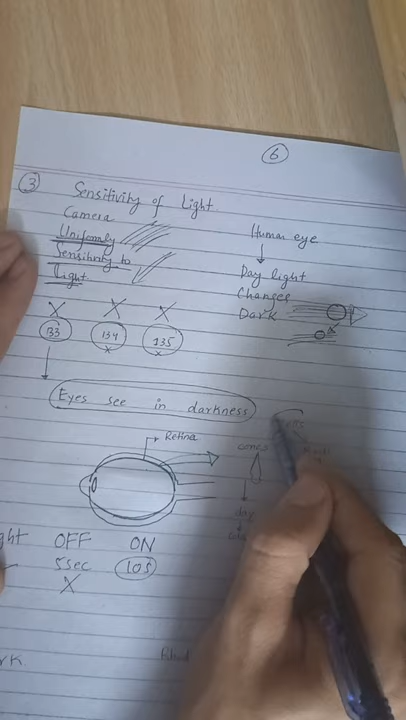 6
3 Sensitivity of Light
Camera
Uniformly
Sensitivity to
Light
Human eye
Day light
Changes
Dark
133 134 135
Eyes see in darkness
Retina
cones
day
OFF ON
5sec 10s